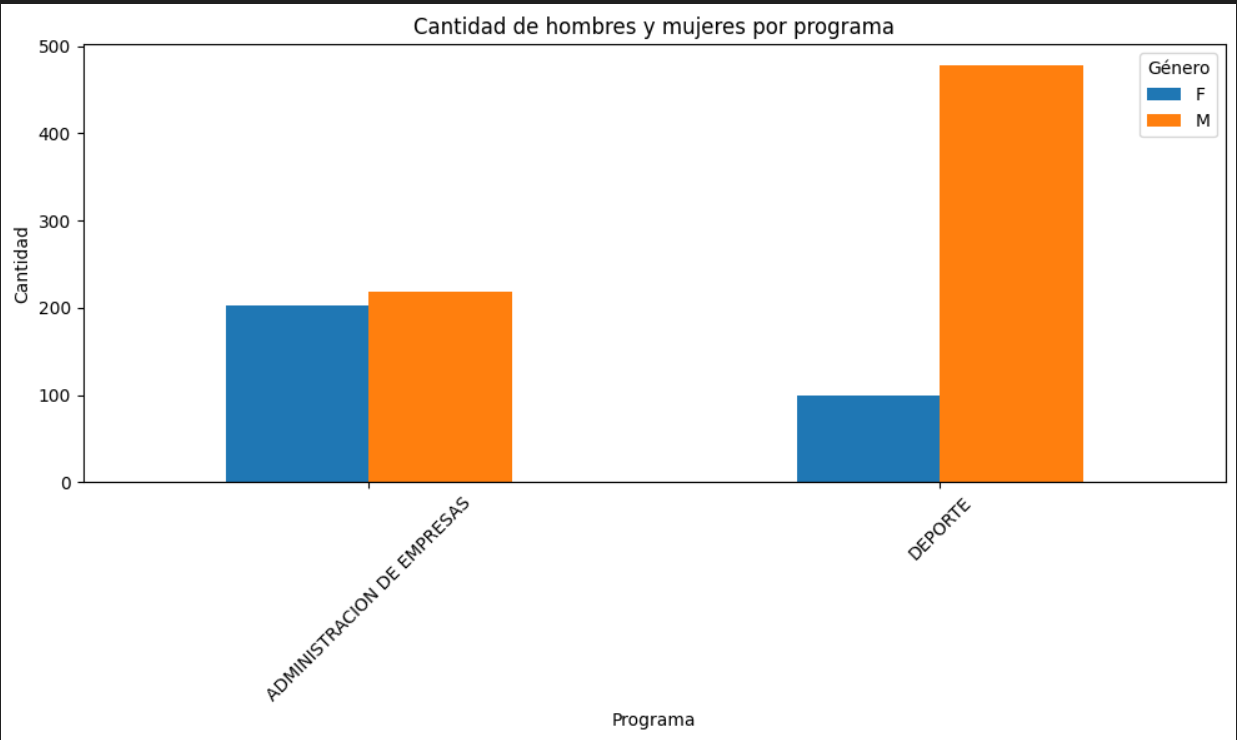 Cantidad de hombres y mujeres por programa
500
400
300
200
100
0
Cantidad
Género
F
M
ADMINISTRACION DE EMPRESAS
DEPORTE
Programa